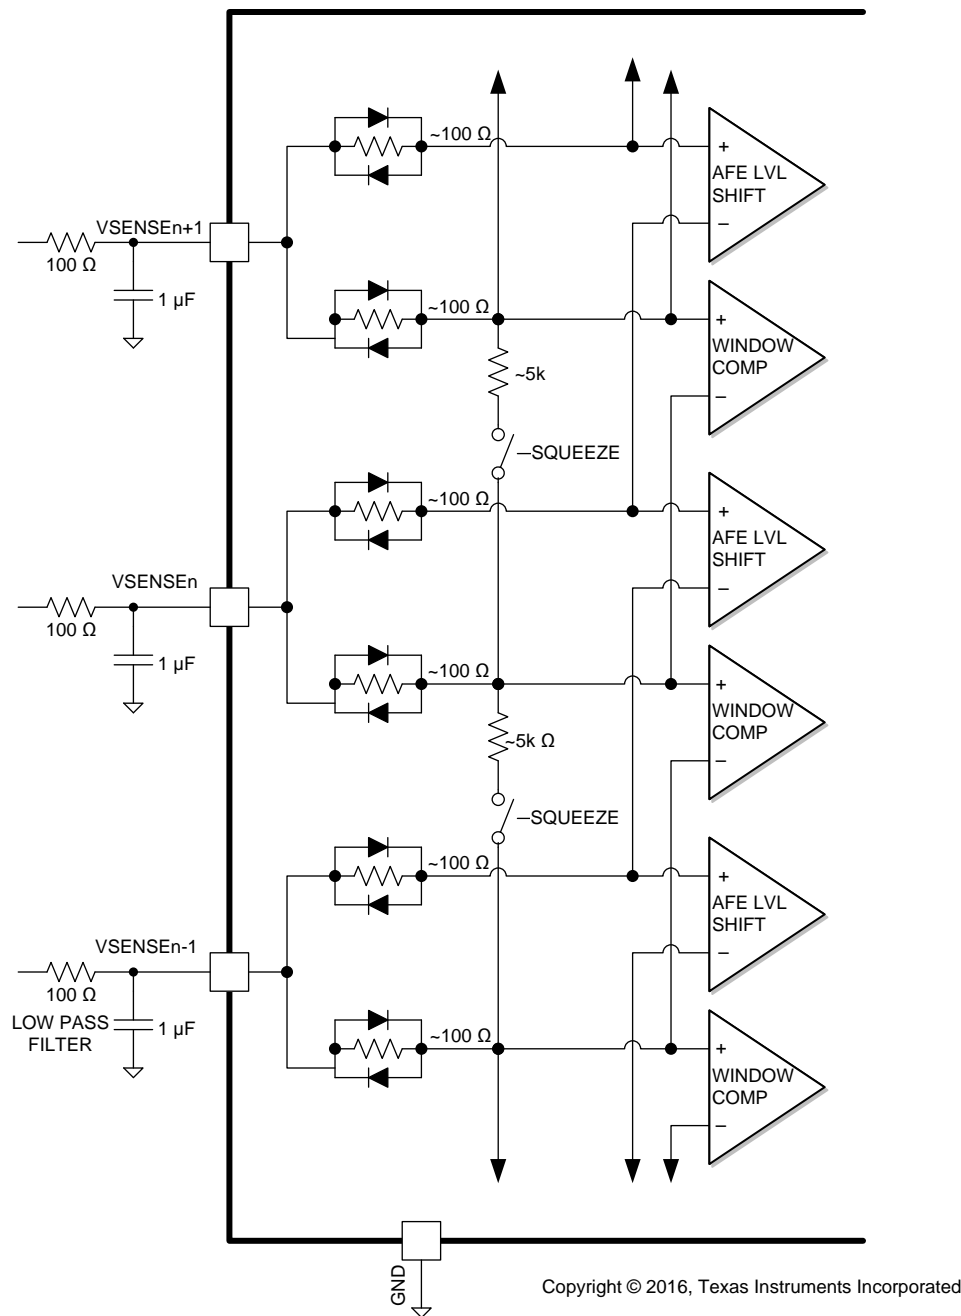 ~100 Ω
+
AFE LVL
SHIFT
–
VSENSEn+1
100 Ω
1 µF
~100 Ω
+
WINDOW
COMP
–
~5k
SQUEEZE
~100 Ω
+
AFE LVL
SHIFT
–
VSENSEn
100 Ω
1 µF
~100 Ω
+
WINDOW
COMP
–
~5k Ω
SQUEEZE
~100 Ω
+
AFE LVL
SHIFT
–
VSENSEn-1
100 Ω
LOW PASS
FILTER
1 µF
~100 Ω
+
WINDOW
COMP
–
GND
Copyright © 2016, Texas Instruments Incorporated